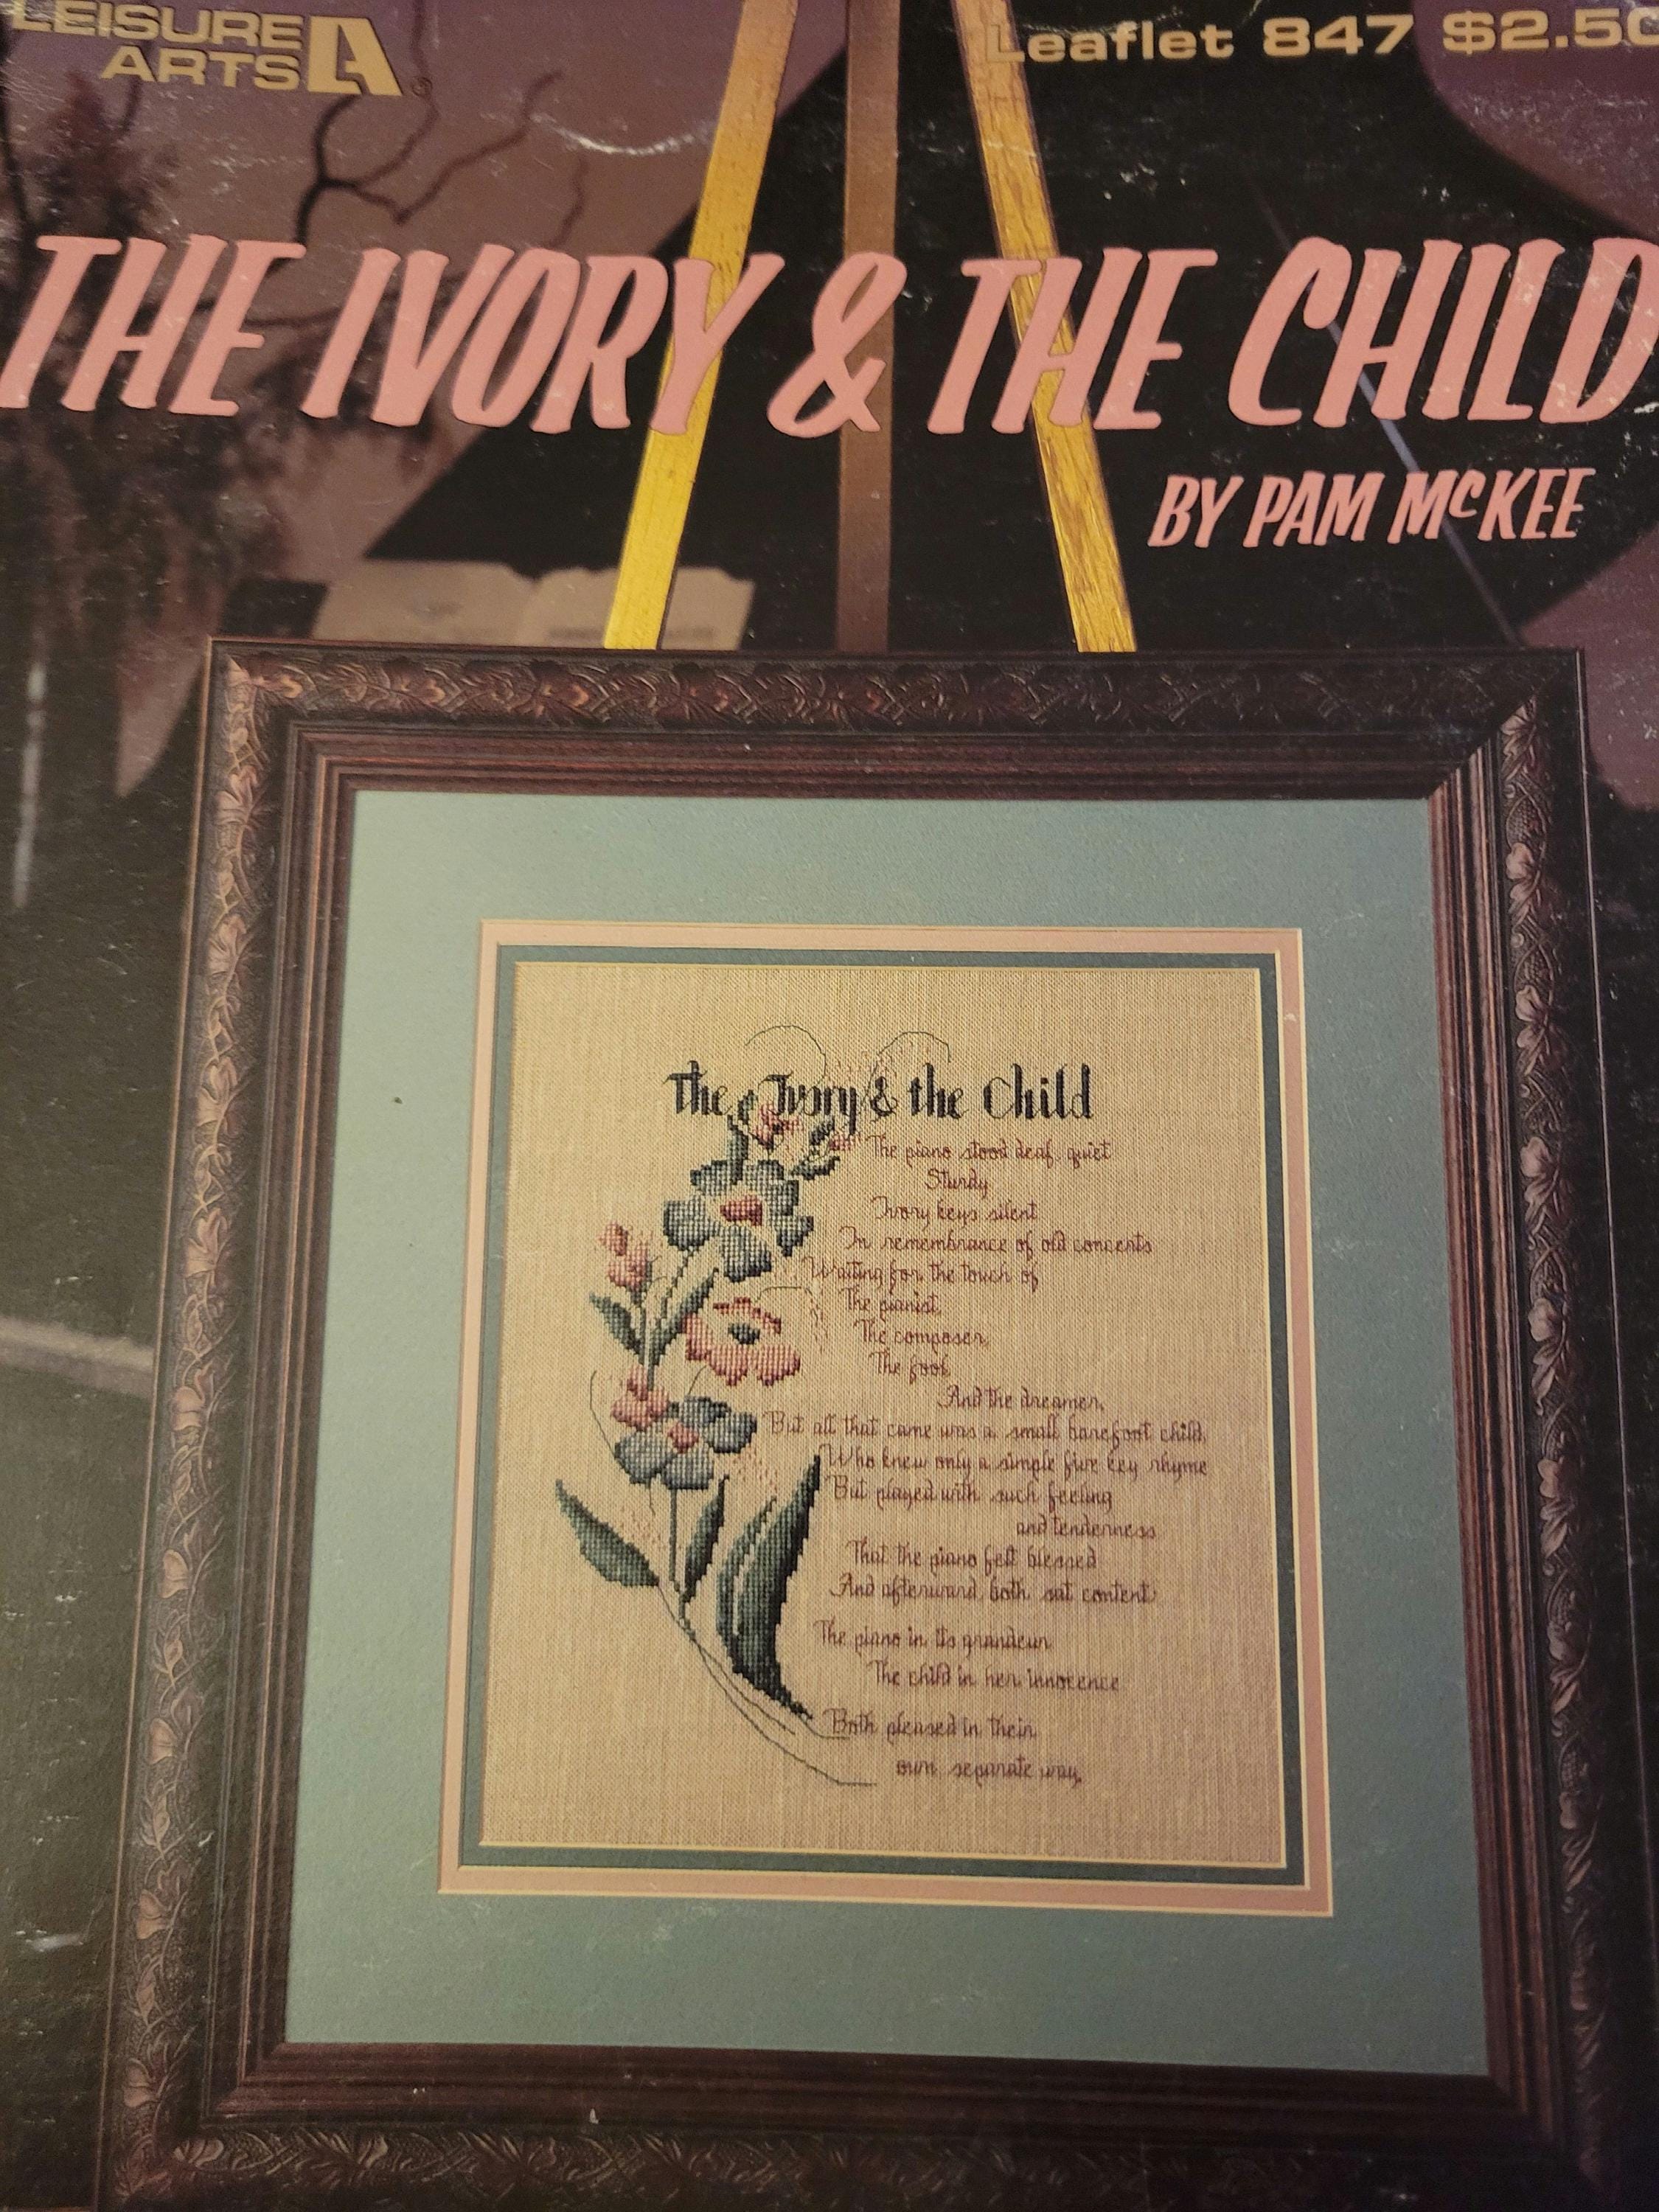 LEISURE
ARTS
Leaflet 847 $2.50
THE IVORY & THE CHILD
BY PAM McKEE
The Ivory & the Child
The piano stood deaf, quiet
Sturdy
Ivory keys silent
In remembrance of old concerts
Waiting for the touch of
The pianist,
The composer,
The fool,
And the dreamer,
But all that came was a small barefoot child,
Who knew only a simple five key rhyme
But played with such feeling
and tenderness
That the piano felt blessed
And afterward, both sat content:
The piano in its grandeur
The child in her innocence
Both pleased in their
own separate way.